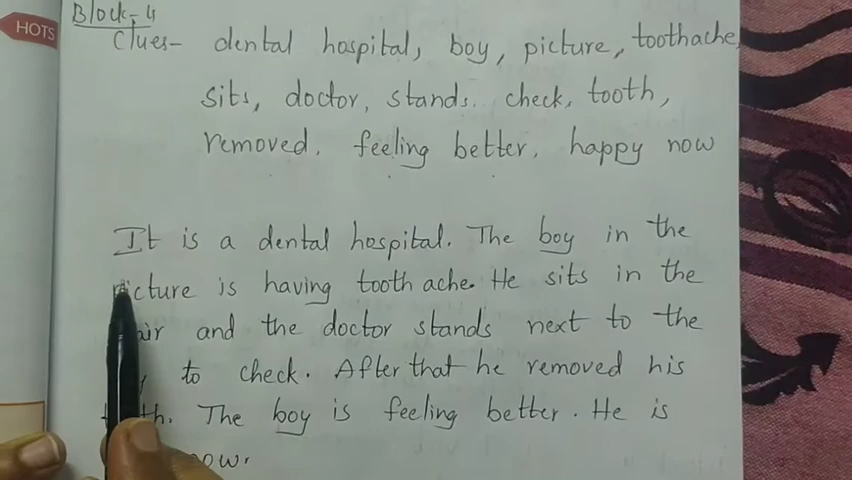 HOTS
Block-4
Clues- dental hospital, boy, picture, toothache,
sits, doctor, stands. check, tooth,
removed. feeling better. happy now
It is a dental hospital. The boy in the
picture is having tooth ache. He sits in the
and the doctor stands next to the
to check. After that he removed his
The boy is feeling better. He is
now.